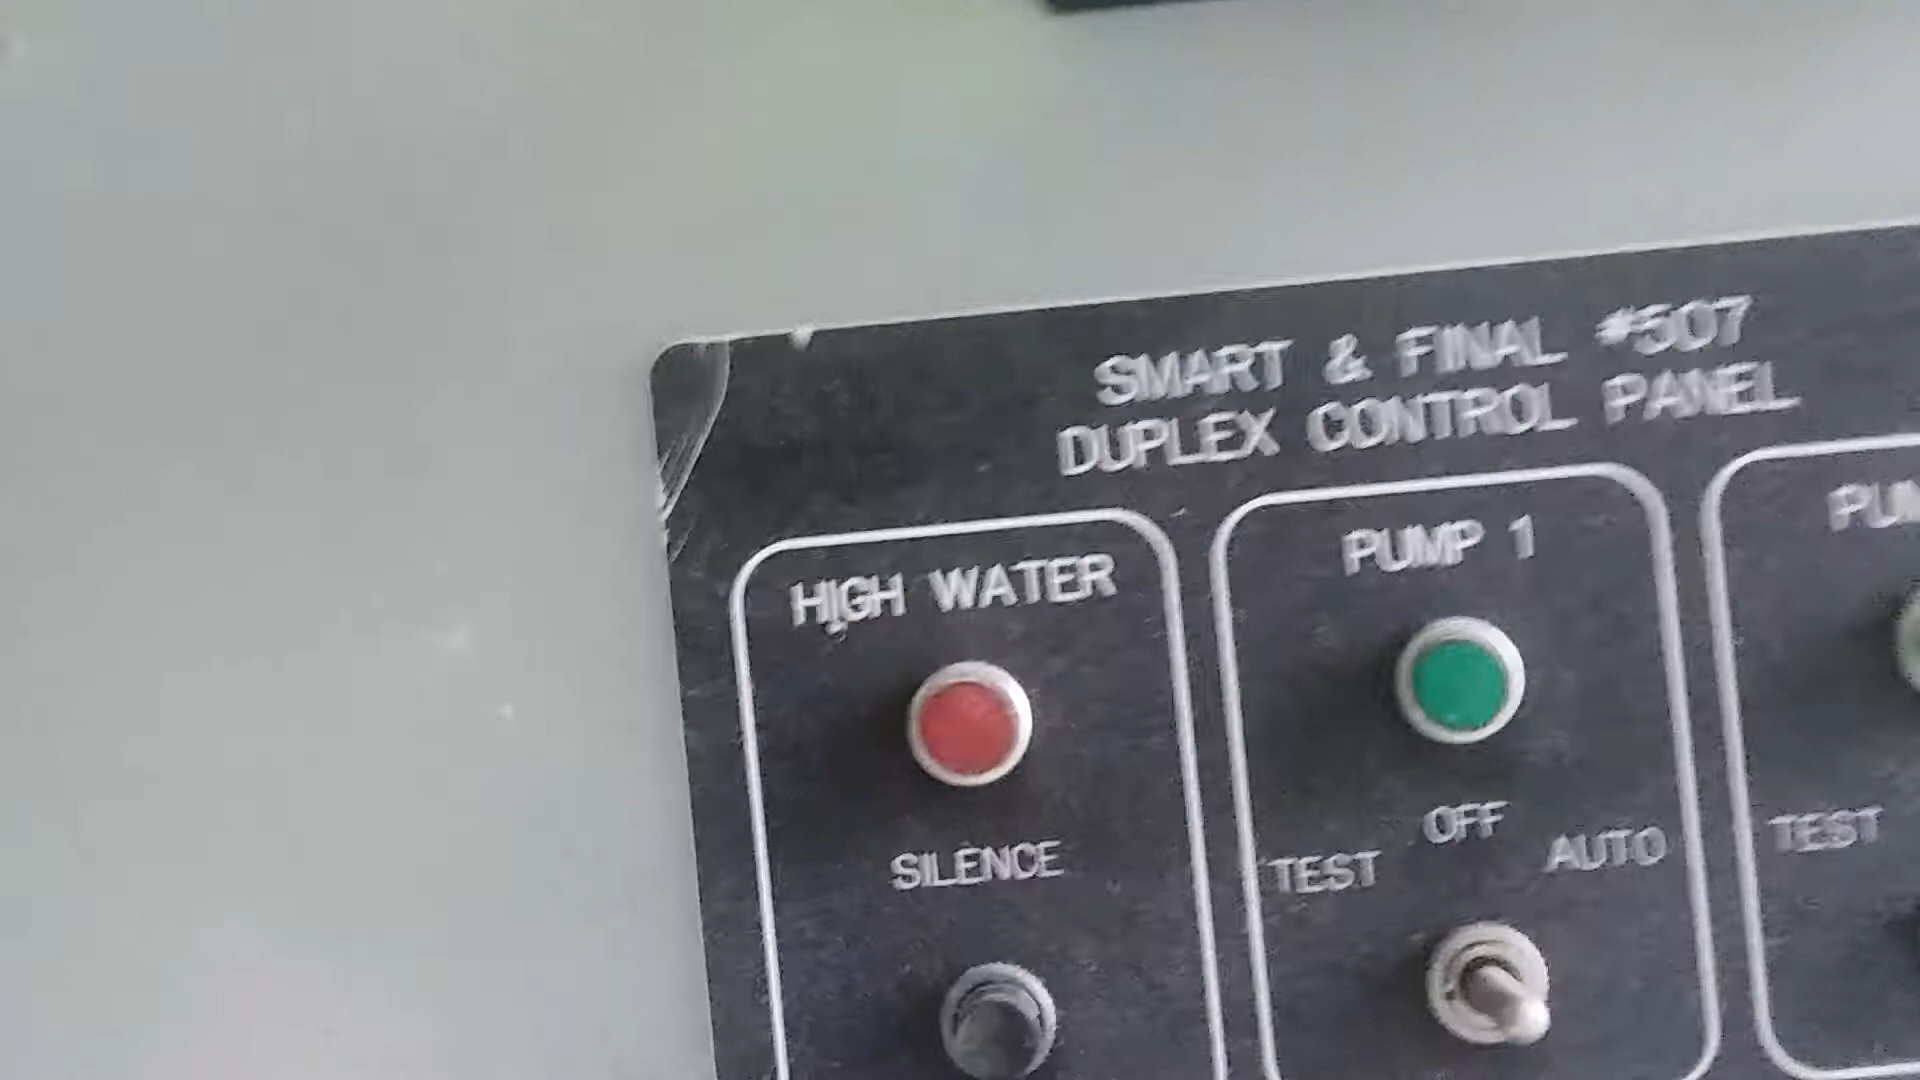 SMART & FINAL #507
DUPLEX CONTROL PANEL
HIGH WATER
PUMP 1
SILENCE
TEST
OFF
AUTO
TEST